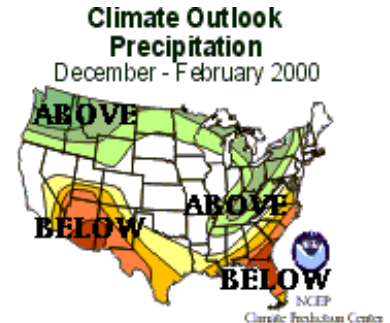 Climate Outlook
Precipitation
December - February 2000
ABOVE
ABOVE
BELOW
BELOW
NCEP
Climate Prediction Center